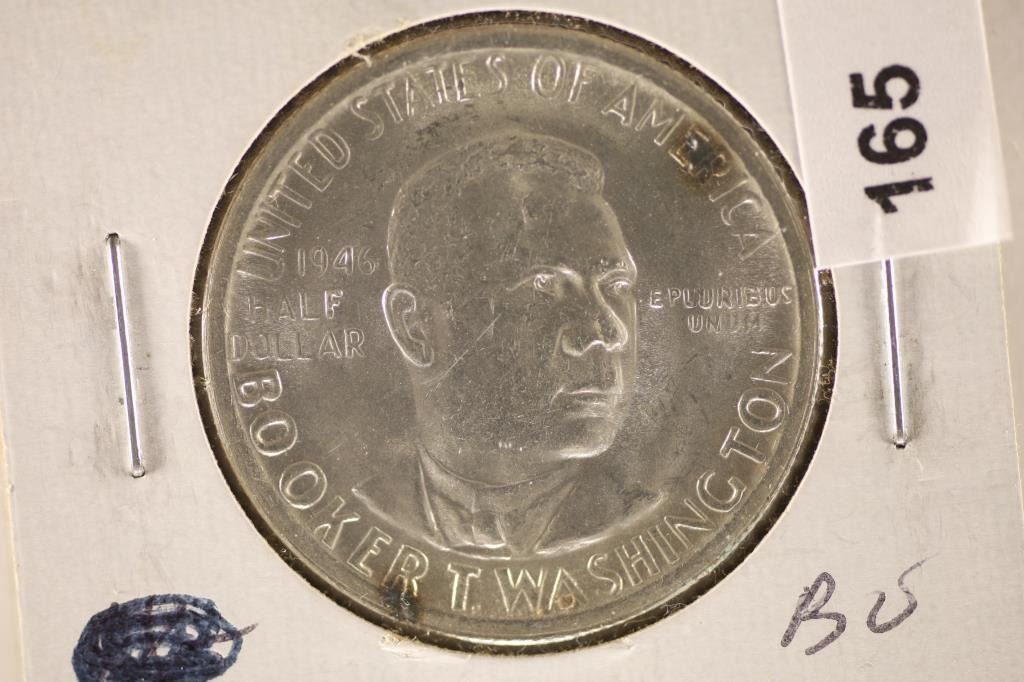 UNITED STATES OF AMERICA
1946
HALF
DOLLAR
E PLURIBUS
UNUM
BOOKER T. WASHINGTON
165
BU